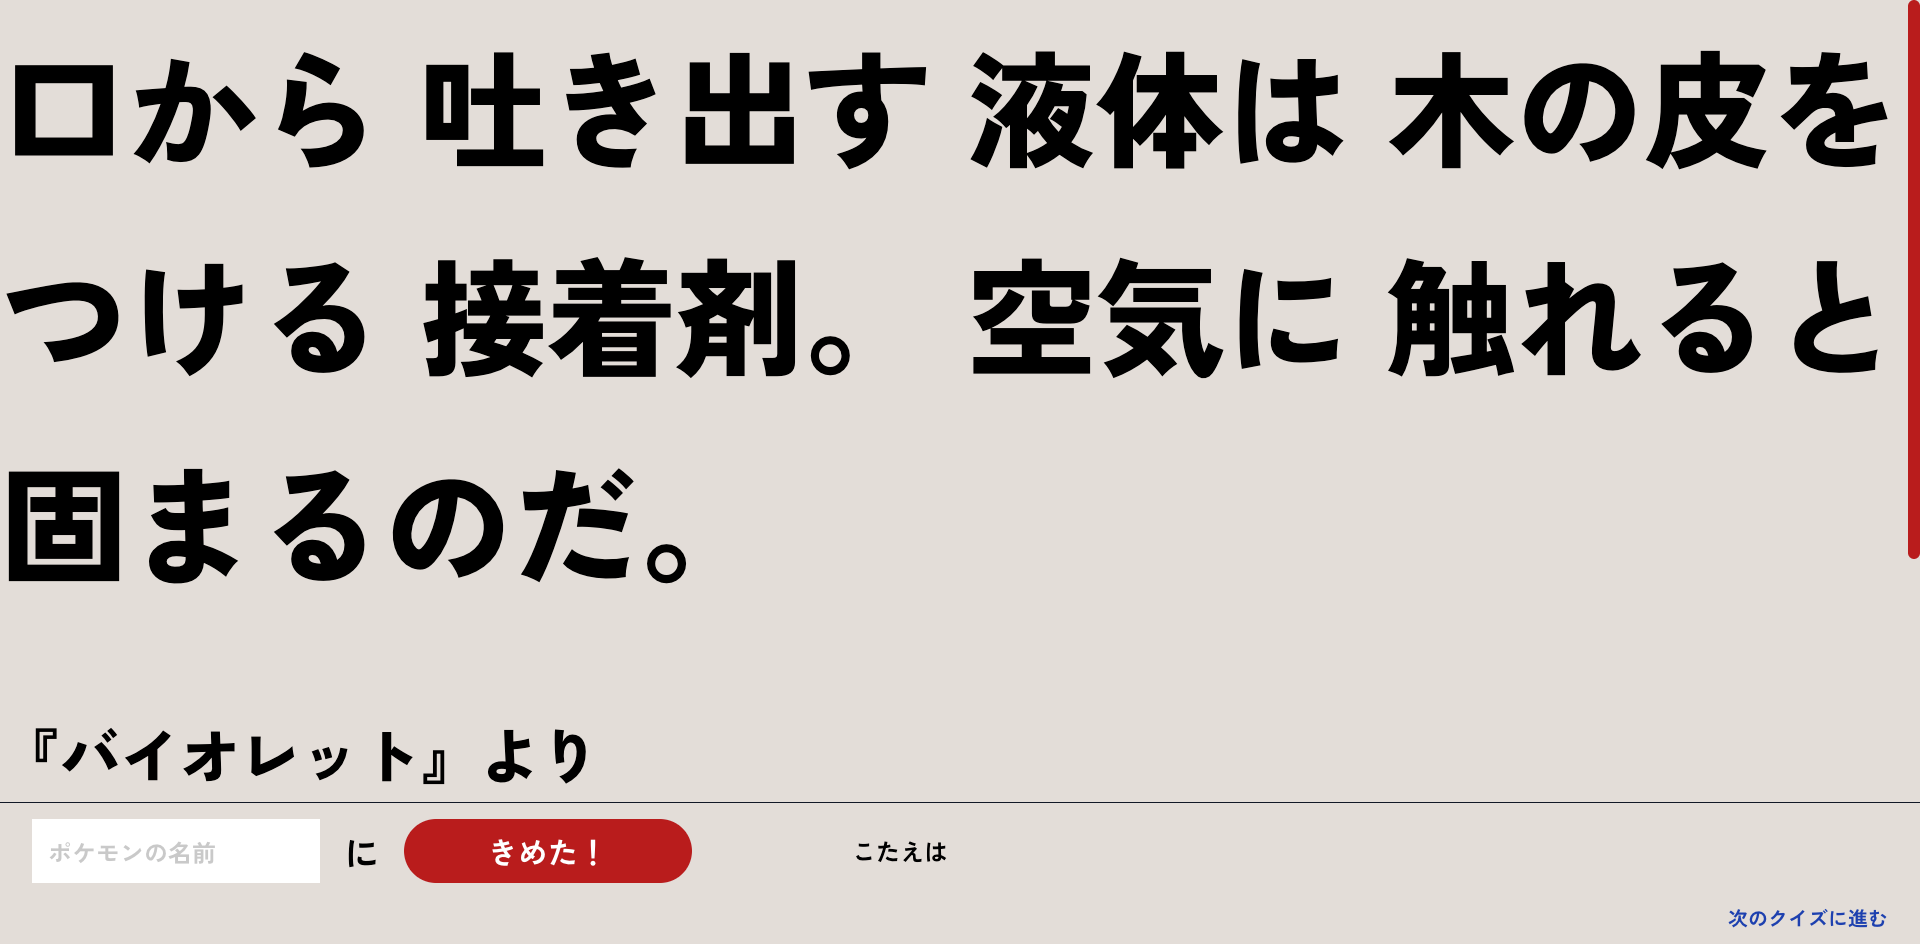 口から 吐き出す 液体は 木の皮を
つける 接着剤。 空気に 触れると
固まるのだ。
『バイオレット』より
ポケモンの名前 に きめた！ こたえは
次のクイズに進む